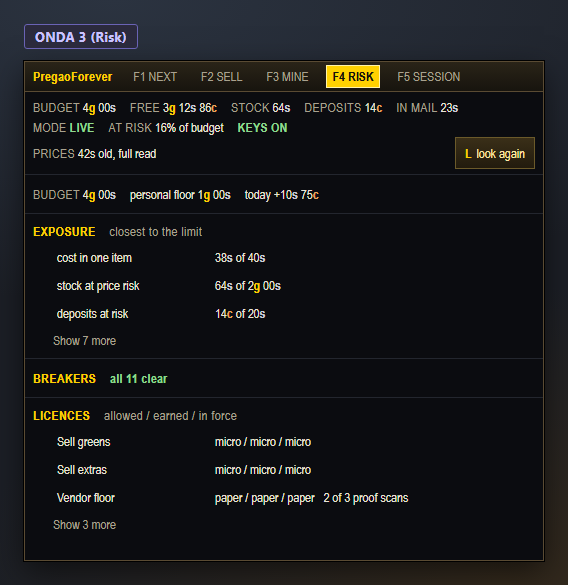 ONDA 3 (Risk)
PregaoForever F1 NEXT F2 SELL F3 MINE F4 RISK F5 SESSION
BUDGET 4g 00s FREE 3g 12s 86c STOCK 64s DEPOSITS 14c IN MAIL 23s
MODE LIVE AT RISK 16% of budget KEYS ON
PRICES 42s old, full read L look again
BUDGET 4g 00s personal floor 1g 00s today +10s 75c
EXPOSURE closest to the limit
cost in one item 38s of 40s
stock at price risk 64s of 2g 00s
deposits at risk 14c of 20s
Show 7 more
BREAKERS all 11 clear
LICENCES allowed / earned / in force
Sell greens micro / micro / micro
Sell extras micro / micro / micro
Vendor floor paper / paper / paper 2 of 3 proof scans
Show 3 more